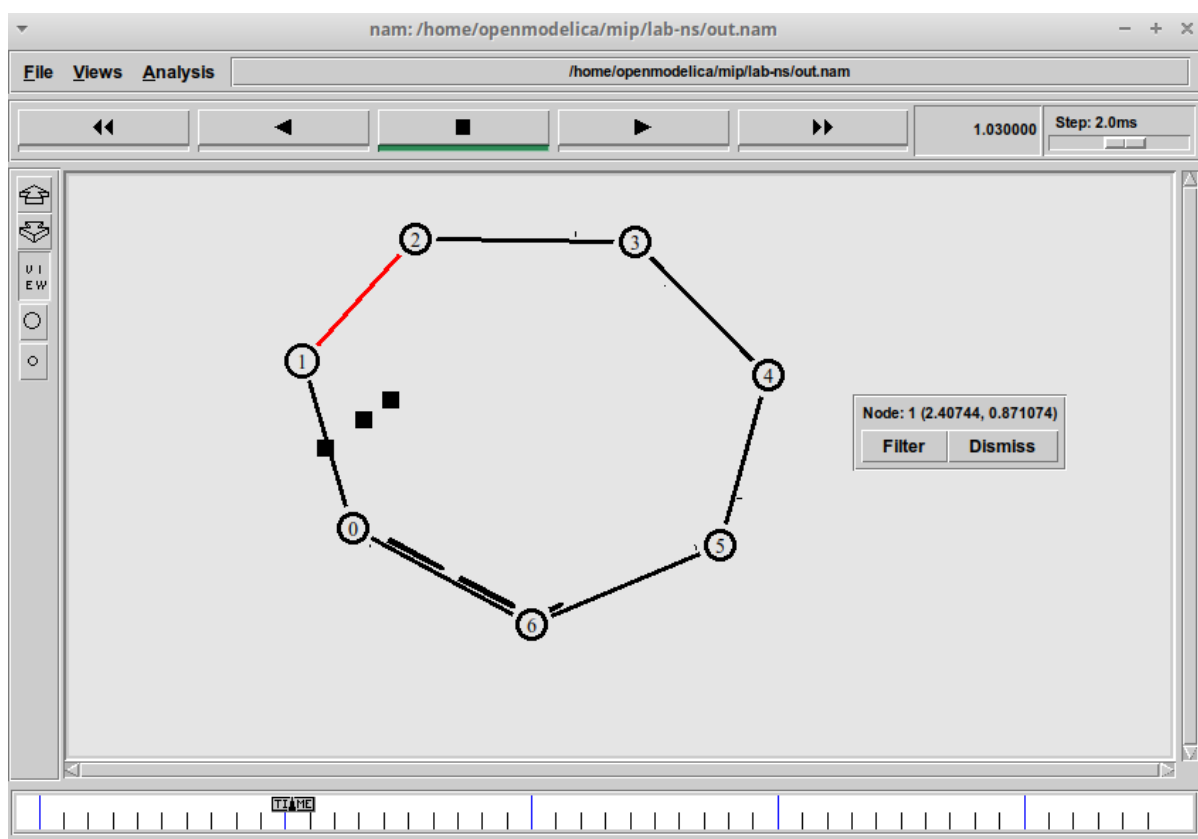 nam: /home/openmodelica/mip/lab-ns/out.nam
File Views Analysis /home/openmodelica/mip/lab-ns/out.nam
1.030000 Step: 2.0ms
V I
E W
2
3
1
4
Node: 1 (2.40744, 0.871074)
Filter Dismiss
0
5
6
TIME